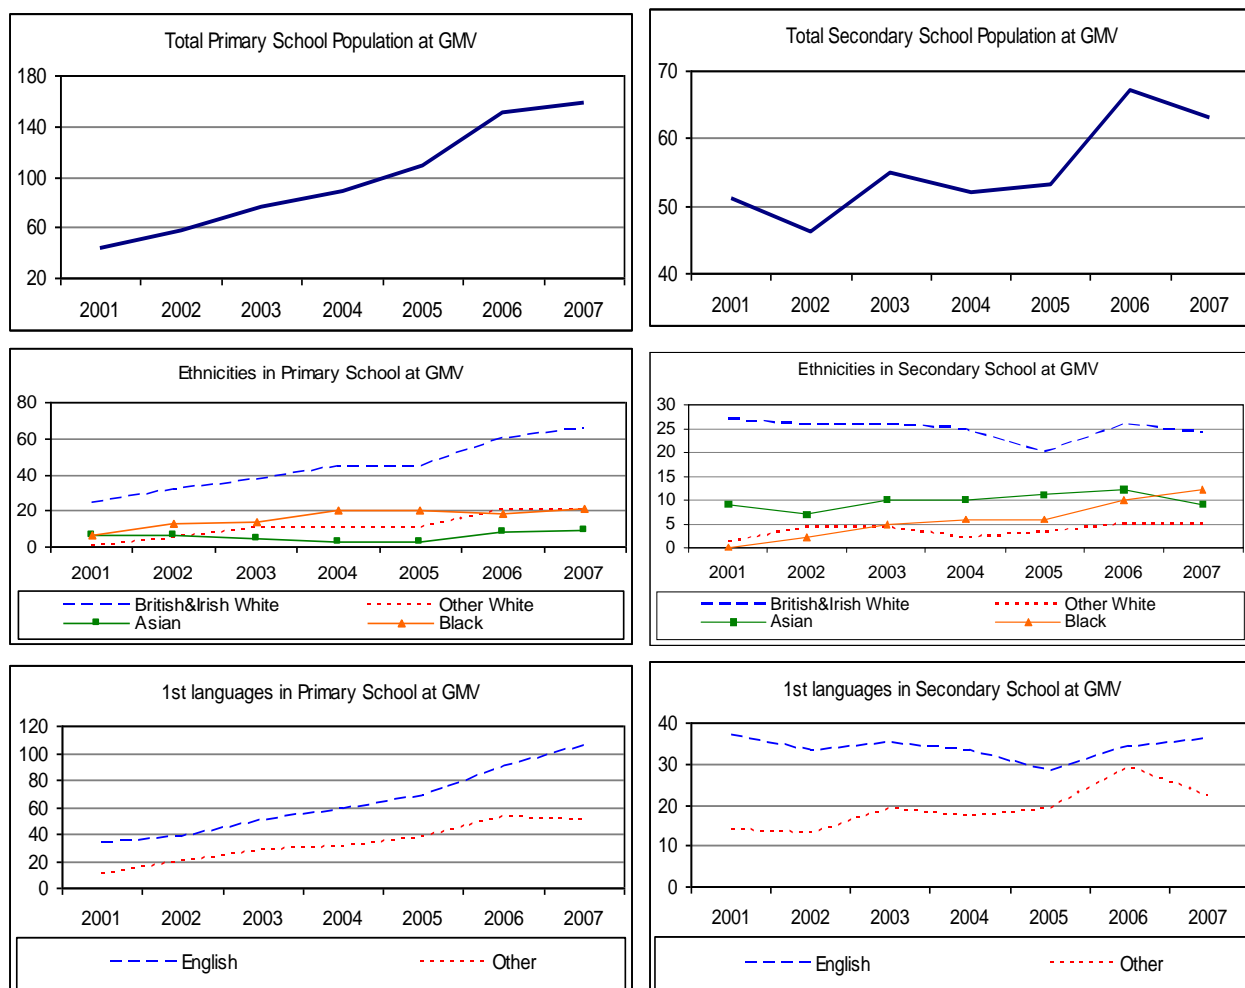 Total Primary School Population at GMV
180
140
100
60
20
2001 2002 2003 2004 2005 2006 2007
Total Secondary School Population at GMV
70
60
50
40
2001 2002 2003 2004 2005 2006 2007
Ethnicities in Primary School at GMV
80
60
40
20
0
2001 2002 2003 2004 2005 2006 2007
British&Irish White Other White
Asian Black
Ethnicities in Secondary School at GMV
30
25
20
15
10
5
0
2001 2002 2003 2004 2005 2006 2007
British&Irish White Other White
Asian Black
1st languages in Primary School at GMV
120
100
80
60
40
20
0
2001 2002 2003 2004 2005 2006 2007
English Other
1st languages in Secondary School at GMV
40
30
20
10
0
2001 2002 2003 2004 2005 2006 2007
English Other